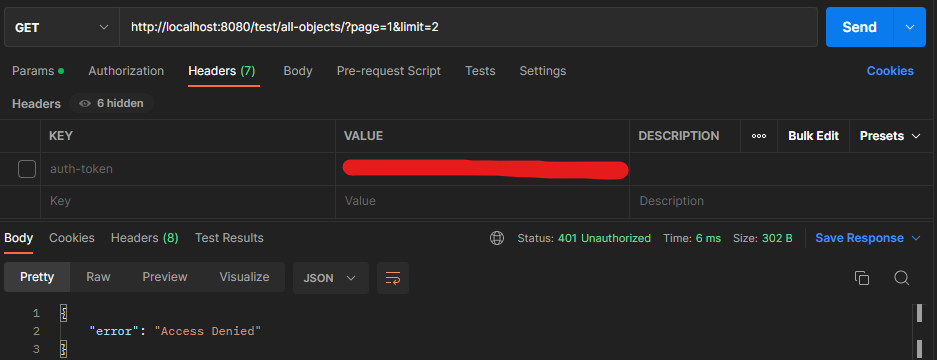 GET http://localhost:8080/test/all-objects/?page=1&limit=2 Send
Params Authorization Headers (7) Body Pre-request Script Tests Settings Cookies
Headers 6 hidden
KEY VALUE DESCRIPTION ooo Bulk Edit Presets
auth-token
Key Value Description
Body Cookies Headers (8) Test Results Status: 401 Unauthorized Time: 6 ms Size: 302 B Save Response
Pretty Raw Preview Visualize JSON
1 {
2 "error": "Access Denied"
3 }